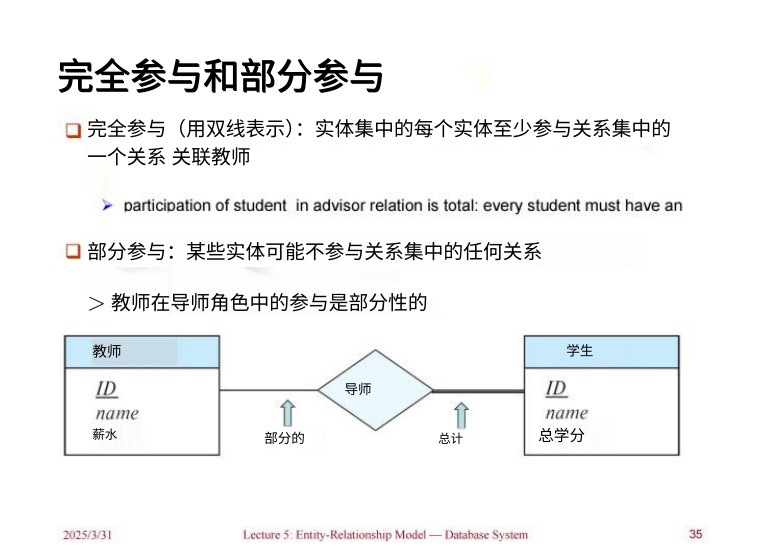 完全参与和部分参与
完全参与（用双线表示）：实体集中的每个实体至少参与关系集中的
一个关系 关联教师
participation of student in advisor relation is total: every student must have an
部分参与：某些实体可能不参与关系集中的任何关系
> 教师在导师角色中的参与是部分性的
教师
ID
name
薪水
部分的
导师
总计
学生
ID
name
总学分
2025/3/31
Lecture 5: Entity-Relationship Model — Database System
35